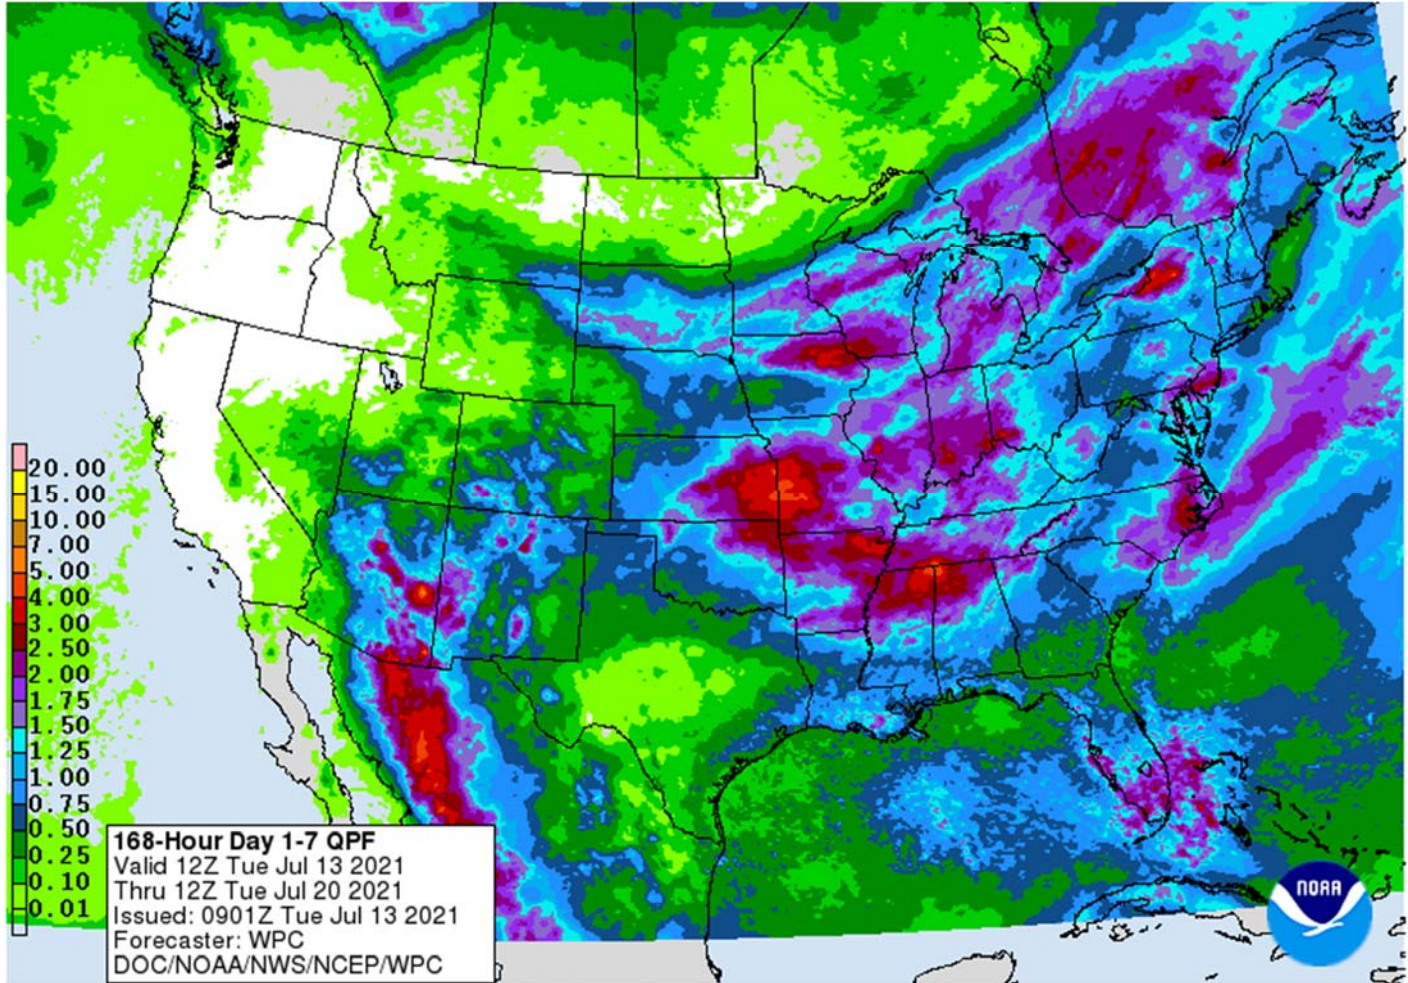 20.00
15.00
10.00
7.00
5.00
4.00
3.00
2.50
2.00
1.75
1.50
1.25
1.00
0.75
0.50
0.25
0.10
0.01
168-Hour Day 1-7 QPF
Valid 12Z Tue Jul 13 2021
Thru 12Z Tue Jul 20 2021
Issued: 0901Z Tue Jul 13 2021
Forecaster: WPC
DOC/NOAA/NWS/NCEP/WPC
NOAA